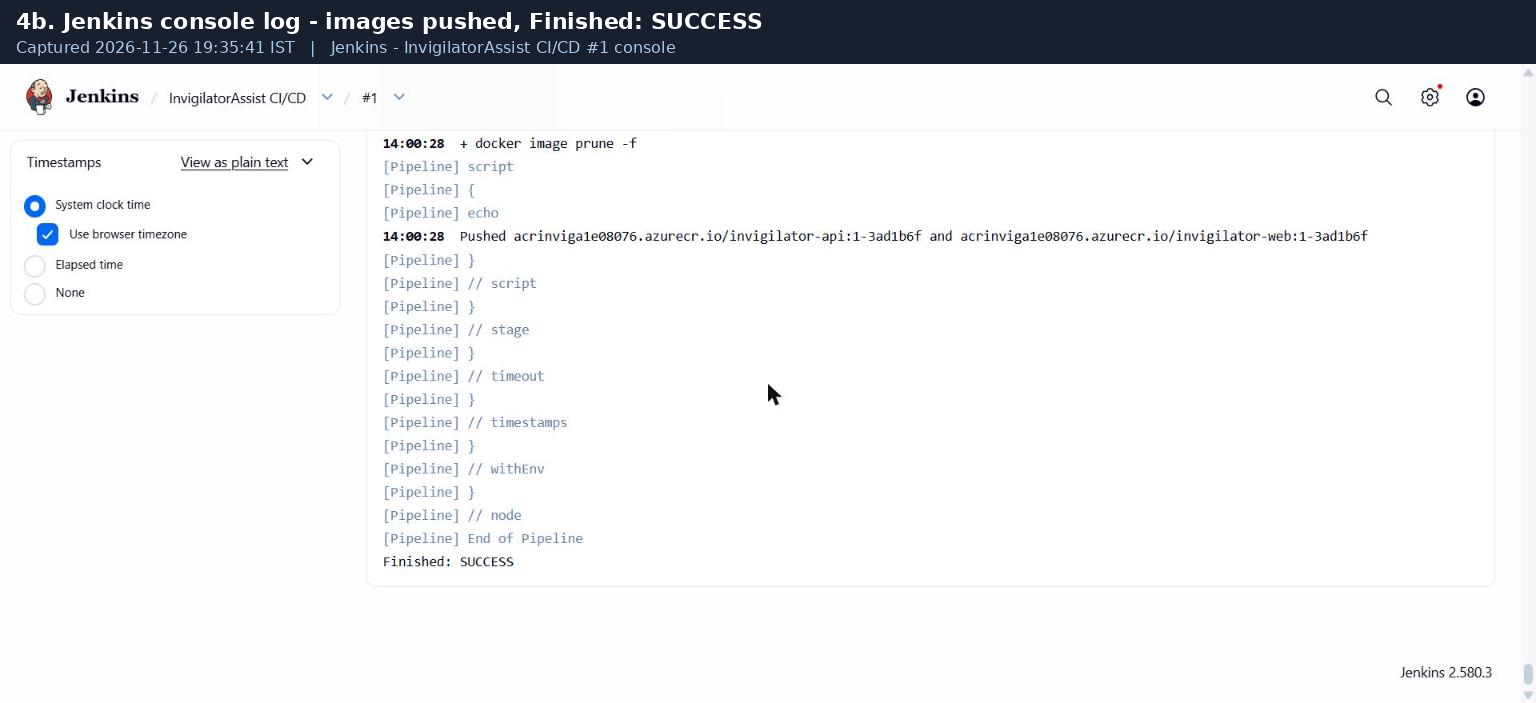 4b. Jenkins console log - images pushed, Finished: SUCCESS
Captured 2026-11-26 19:35:41 IST | Jenkins - InvigilatorAssist CI/CD #1 console
Jenkins / InvigilatorAssist CI/CD / #1
Timestamps View as plain text
System clock time
Use browser timezone
Elapsed time
None
14:00:28 + docker image prune -f
[Pipeline] script
[Pipeline] {
[Pipeline] echo
14:00:28 Pushed acrinviga1e08076.azurecr.io/invigilator-api:1-3ad1b6f and acrinviga1e08076.azurecr.io/invigilator-web:1-3ad1b6f
[Pipeline] }
[Pipeline] // script
[Pipeline] }
[Pipeline] // stage
[Pipeline] }
[Pipeline] // timeout
[Pipeline] }
[Pipeline] // timestamps
[Pipeline] }
[Pipeline] // withEnv
[Pipeline] }
[Pipeline] // node
[Pipeline] End of Pipeline
Finished: SUCCESS
Jenkins 2.580.3